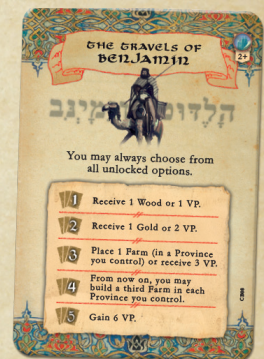 THE TRAVELS OF
BENJAMIN
2+
You may always choose from
all unlocked options.
1 Receive 1 Wood or 1 VP.
2 Receive 1 Gold or 2 VP.
3 Place 1 Farm (in a Province
you control) or receive 3 VP.
4 From now on, you may
build a third Farm in each
Province you control.
5 Gain 6 VP.